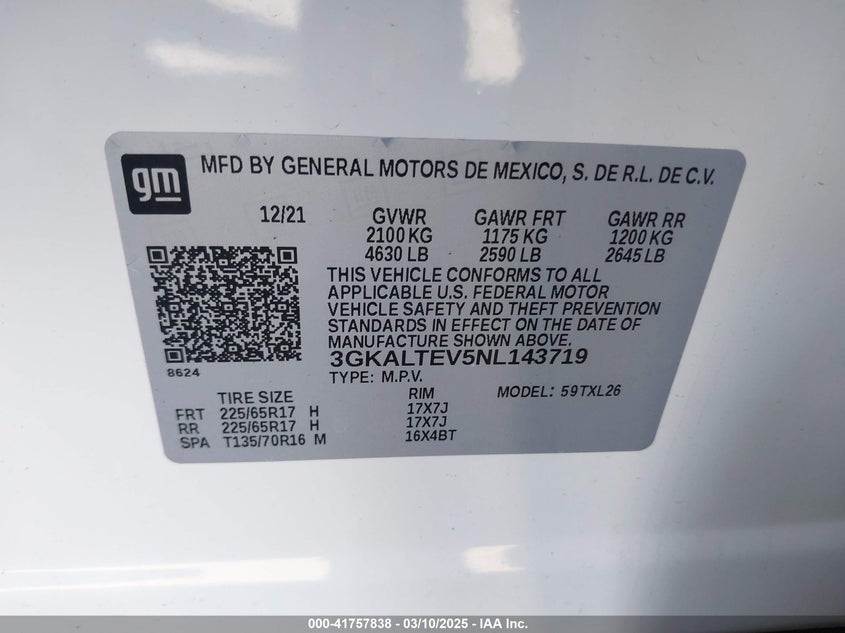 gm
MFD BY GENERAL MOTORS DE MEXICO, S. DE R.L. DE C.V.
12/21 GVWR GAWR FRT GAWR RR
2100 KG 1175 KG 1200 KG
4630 LB 2590 LB 2645 LB
THIS VEHICLE CONFORMS TO ALL
APPLICABLE U.S. FEDERAL MOTOR
VEHICLE SAFETY AND THEFT PREVENTION
STANDARDS IN EFFECT ON THE DATE OF
MANUFACTURE SHOWN ABOVE.
3GKALTEV5NL143719
8624
TYPE: M.P.V. MODEL: 59TXL26
TIRE SIZE RIM
FRT 225/65R17 H 17X7J
RR 225/65R17 H 17X7J
SPA T135/70R16 M 16X4BT
000-41757838 - 03/10/2025 - IAA Inc.